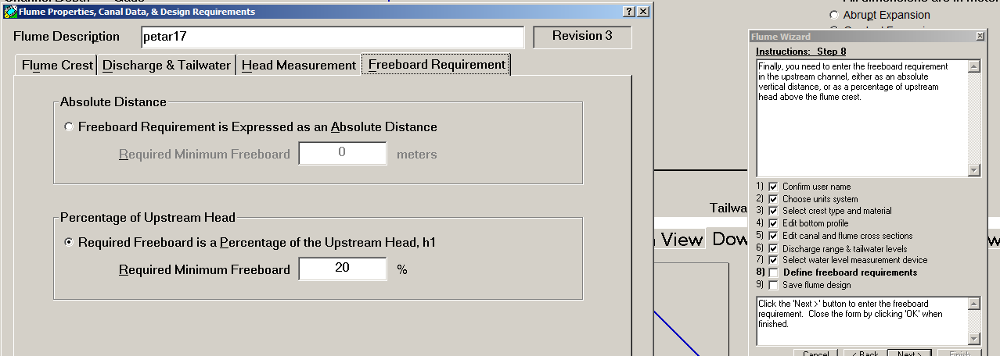 Flume Properties, Canal Data, & Design Requirements
Flume Description
petar17
Revision 3
Flume Crest
Discharge & Tailwater
Head Measurement
Freeboard Requirement
Absolute Distance
Freeboard Requirement is Expressed as an Absolute Distance
Required Minimum Freeboard 0 meters
Percentage of Upstream Head
Required Freeboard is a Percentage of the Upstream Head, h1
Required Minimum Freeboard 20 %
All dimensions are in meter
Abrupt Expansion
Tailwa
View
Dow
Flume Wizard
Instructions: Step 8
Finally, you need to enter the freeboard requirement
in the upstream channel, either as an absolute
vertical distance, or as a percentage of upstream
head above the flume crest.
1) Confirm user name
2) Choose units system
3) Select crest type and material
4) Edit bottom profile
5) Edit canal and flume cross sections
6) Discharge range & tailwater levels
7) Select water level measurement device
8) Define freeboard requirements
9) Save flume design
Click the 'Next >' button to enter the freeboard
requirement. Close the form by clicking 'OK' when
finished.
Cancel
< Back
Next >
Finish